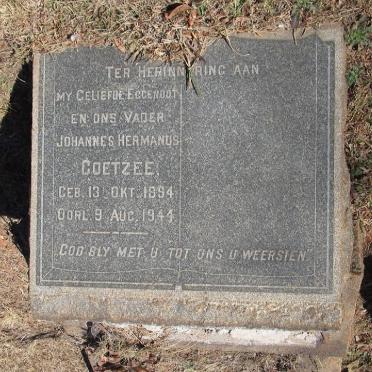 TER HERINNERING AAN
MY GELIEFDE EGGENOOT
EN ONS VADER
JOHANNES HERMANUS
COETZEE,
GEB. 13 OKT. 1894
OORL. 9 AUG. 1944
"GOD BLY MET U TOT ONS U WEERSIEN"